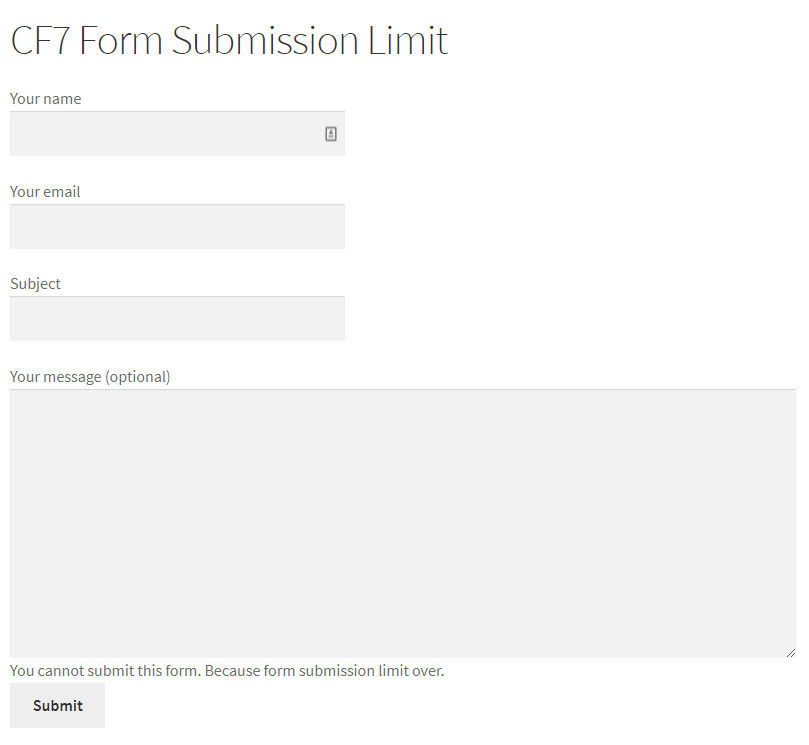 CF7 Form Submission Limit
Your name
Your email
Subject
Your message (optional)
You cannot submit this form. Because form submission limit over.
Submit